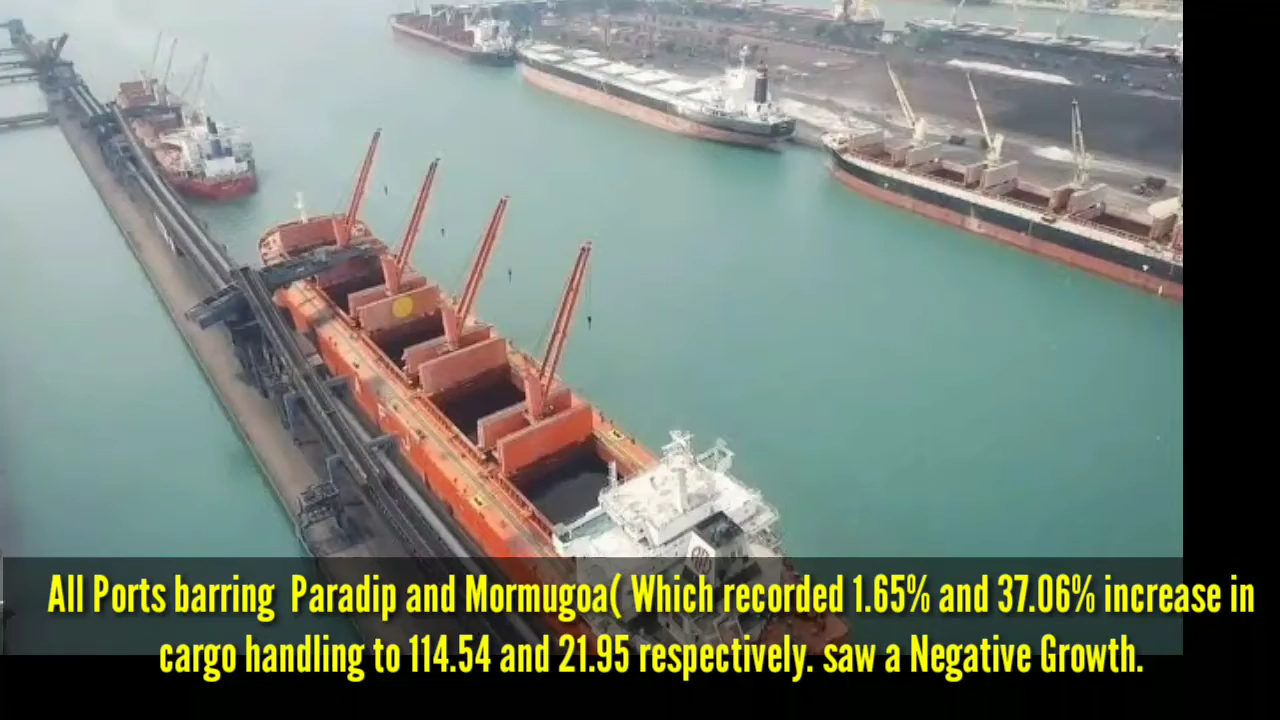 All Ports barring  Paradip and Mormugoa( Which recorded 1.65% and 37.06% increase in
cargo handling to 114.54 and 21.95 respectively. saw a Negative Growth.